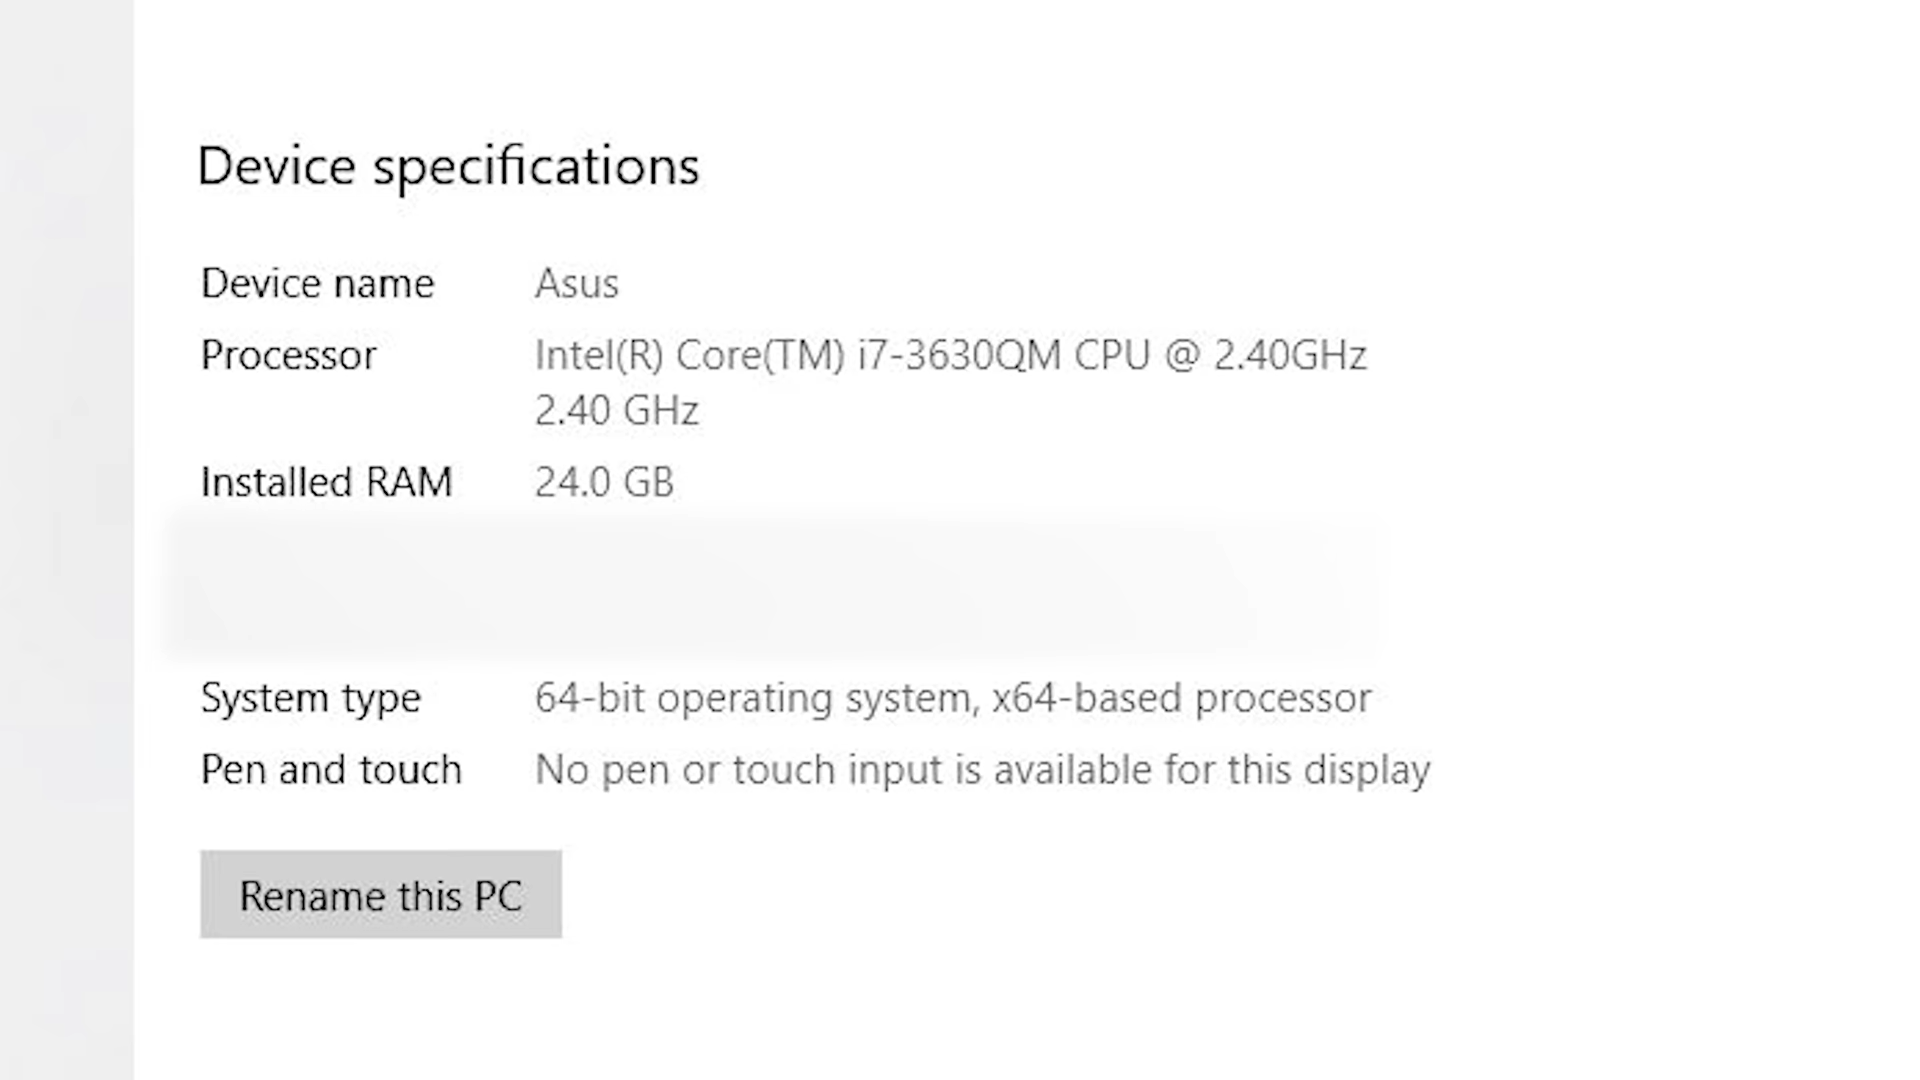 Device specifications
Device name Asus
Processor Intel(R) Core(TM) i7-3630QM CPU @ 2.40GHz
2.40 GHz
Installed RAM 24.0 GB
System type 64-bit operating system, x64-based processor
Pen and touch No pen or touch input is available for this display
Rename this PC